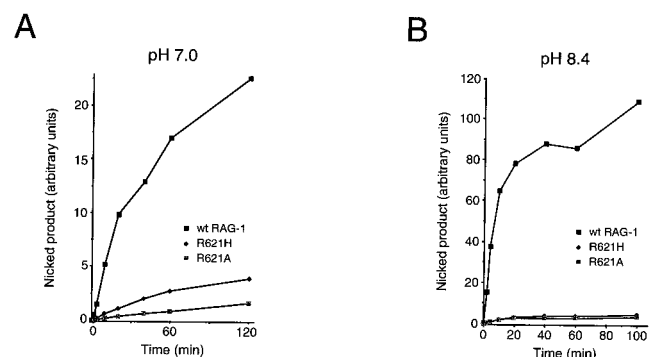 A
pH 7.0
Nicked product (arbitrary units)
20
15
10
5
0
wt RAG-1
R621H
R621A
0
60
120
Time (min)
B
pH 8.4
Nicked product (arbitrary units)
120
100
80
60
40
20
0
wt RAG-1
R621H
R621A
0
20
40
60
80
100
Time (min)